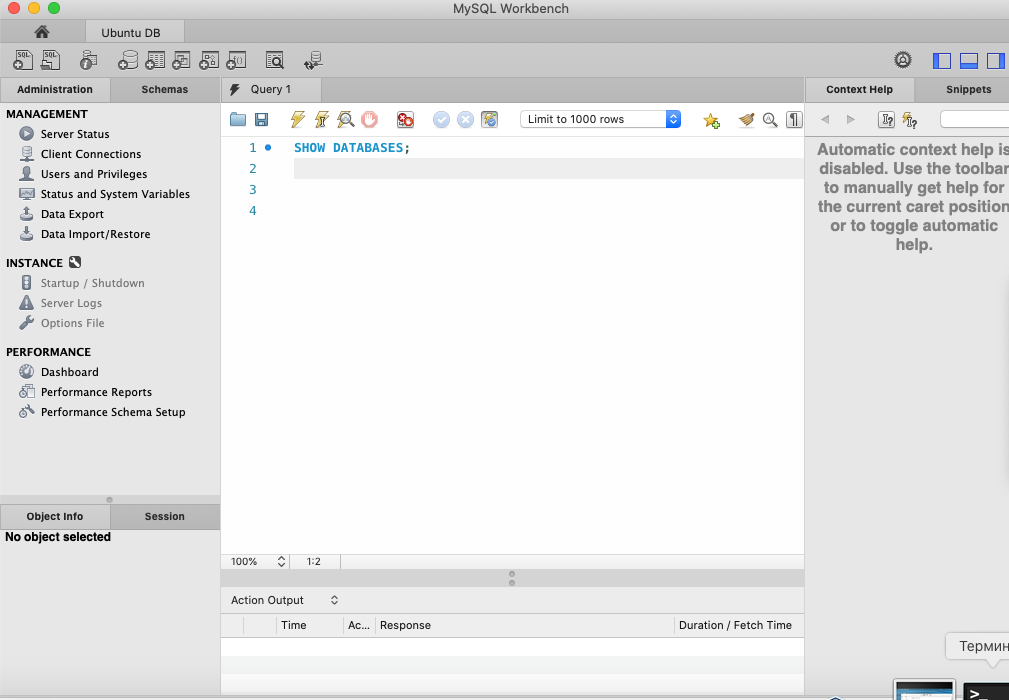 MySQL Workbench
Ubuntu DB
Administration
Schemas
Query 1
Context Help
Snippets
MANAGEMENT
Server Status
Client Connections
Users and Privileges
Status and System Variables
Data Export
Data Import/Restore
INSTANCE
Startup / Shutdown
Server Logs
Options File
PERFORMANCE
Dashboard
Performance Reports
Performance Schema Setup
Object Info
Session
No object selected
Limit to 1000 rows
1 SHOW DATABASES;
2
3
4
100%
1:2
Action Output
Time
Ac...
Response
Duration / Fetch Time
Automatic context help is
disabled. Use the toolbar
to manually get help for
the current caret position
or to toggle automatic
help.
Термин